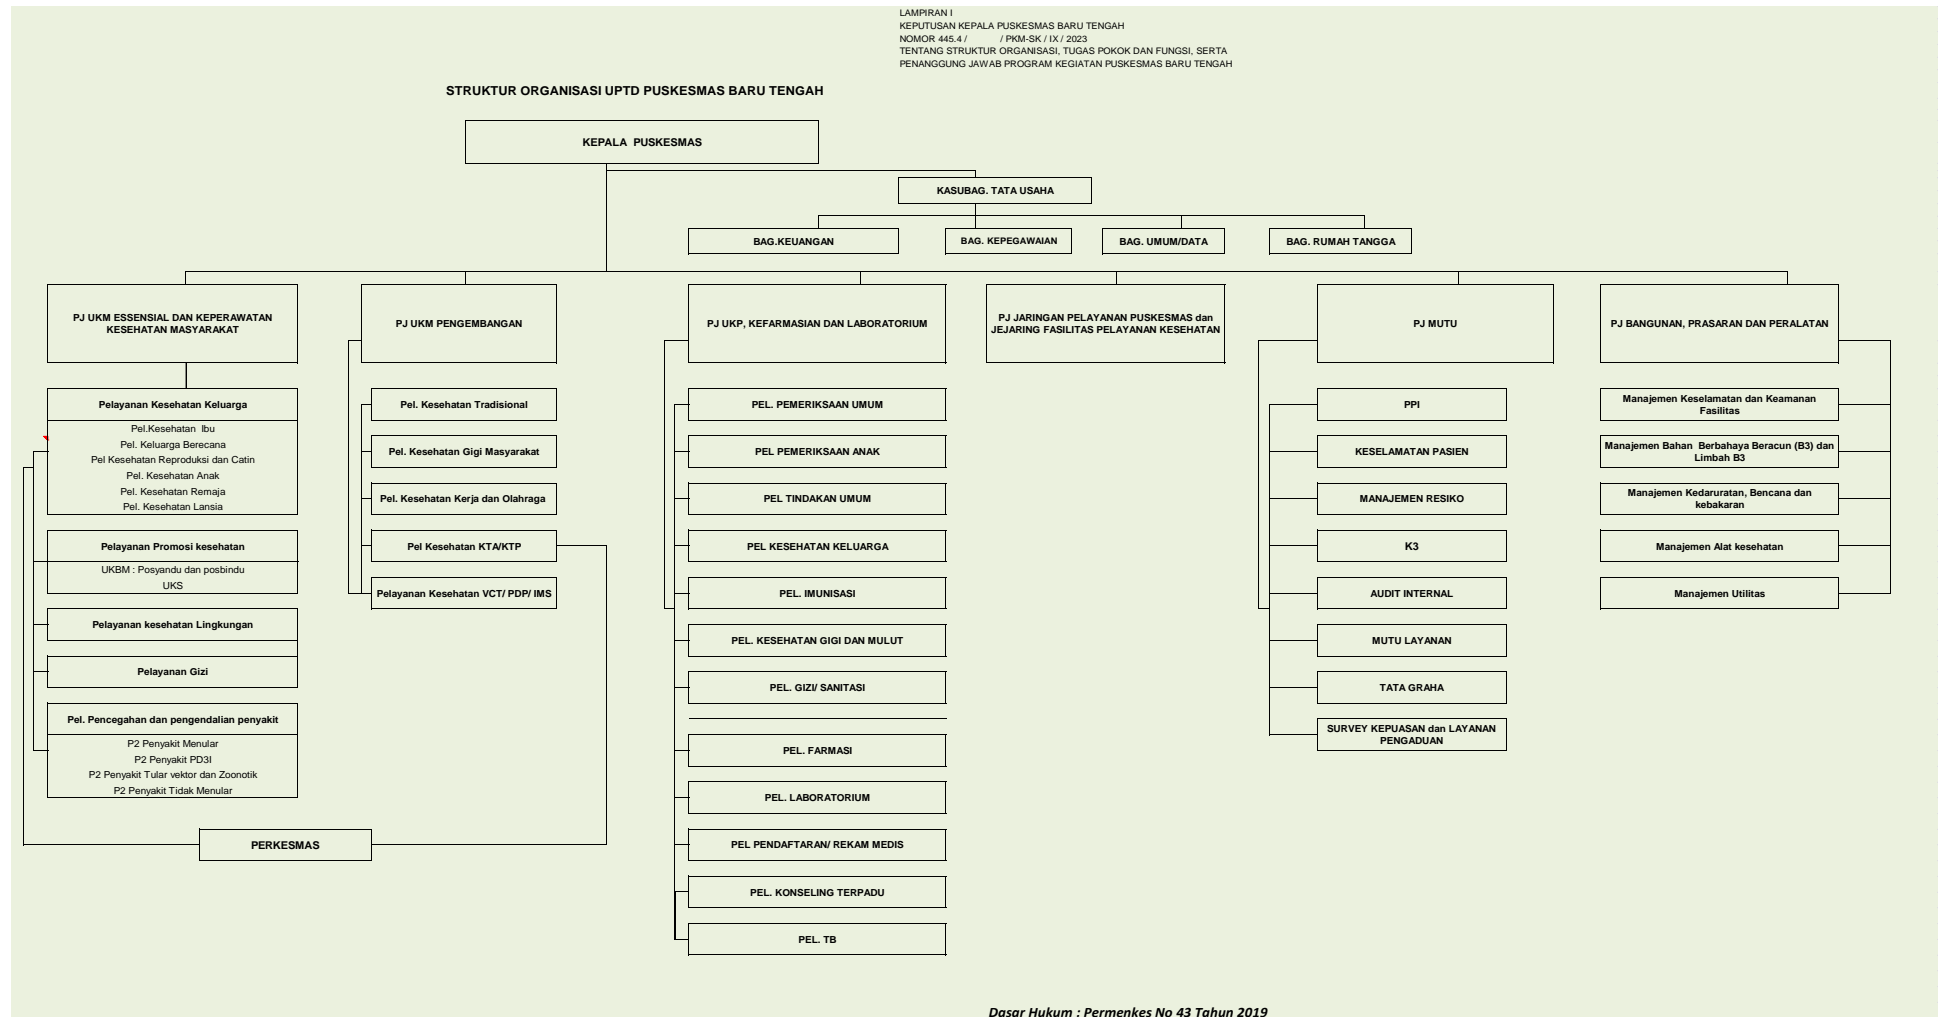 LAMPIRAN I
KEPUTUSAN KEPALA PUSKESMAS BARU TENGAH
NOMOR 445.4 / / PKM-SK / IX / 2023
TENTANG STRUKTUR ORGANISASI, TUGAS POKOK DAN FUNGSI, SERTA
PENANGGUNG JAWAB PROGRAM KEGIATAN PUSKESMAS BARU TENGAH
STRUKTUR ORGANISASI UPTD PUSKESMAS BARU TENGAH
KEPALA PUSKESMAS
KASUBAG. TATA USAHA
BAG.KEUANGAN
BAG. KEPEGAWAIAN
BAG. UMUM/DATA
BAG. RUMAH TANGGA
PJ UKM ESSENSIAL DAN KEPERAWATAN
KESEHATAN MASYARAKAT
Pelayanan Kesehatan Keluarga
Pel.Kesehatan Ibu
Pel. Keluarga Berecana
Pel Kesehatan Reproduksi dan Catin
Pel. Kesehatan Anak
Pel. Kesehatan Remaja
Pel. Kesehatan Lansia
Pelayanan Promosi kesehatan
UKBM : Posyandu dan posbindu
UKS
Pelayanan kesehatan Lingkungan
Pelayanan Gizi
Pel. Pencegahan dan pengendalian penyakit
P2 Penyakit Menular
P2 Penyakit PD3I
P2 Penyakit Tular vektor dan Zoonotik
P2 Penyakit Tidak Menular
PERKESMAS
PJ UKM PENGEMBANGAN
Pel. Kesehatan Tradisional
Pel. Kesehatan Gigi Masyarakat
Pel. Kesehatan Kerja dan Olahraga
Pel Kesehatan KTA/KTP
Pelayanan Kesehatan VCT/ PDP/ IMS
PJ UKP, KEFARMASIAN DAN LABORATORIUM
PEL. PEMERIKSAAN UMUM
PEL PEMERIKSAAN ANAK
PEL TINDAKAN UMUM
PEL KESEHATAN KELUARGA
PEL. IMUNISASI
PEL. KESEHATAN GIGI DAN MULUT
PEL. GIZI/ SANITASI
PEL. FARMASI
PEL. LABORATORIUM
PEL PENDAFTARAN/ REKAM MEDIS
PEL. KONSELING TERPADU
PEL. TB
PJ JARINGAN PELAYANAN PUSKESMAS dan
JEJARING FASILITAS PELAYANAN KESEHATAN
PJ MUTU
PPI
KESELAMATAN PASIEN
MANAJEMEN RESIKO
K3
AUDIT INTERNAL
MUTU LAYANAN
TATA GRAHA
SURVEY KEPUASAN dan LAYANAN
PENGADUAN
PJ BANGUNAN, PRASARAN DAN PERALATAN
Manajemen Keselamatan dan Keamanan
Fasilitas
Manajemen Bahan Berbahaya Beracun (B3) dan
Limbah B3
Manajemen Kedaruratan, Bencana dan
kebakaran
Manajemen Alat kesehatan
Manajemen Utilitas
Dasar Hukum : Permenkes No 43 Tahun 2019